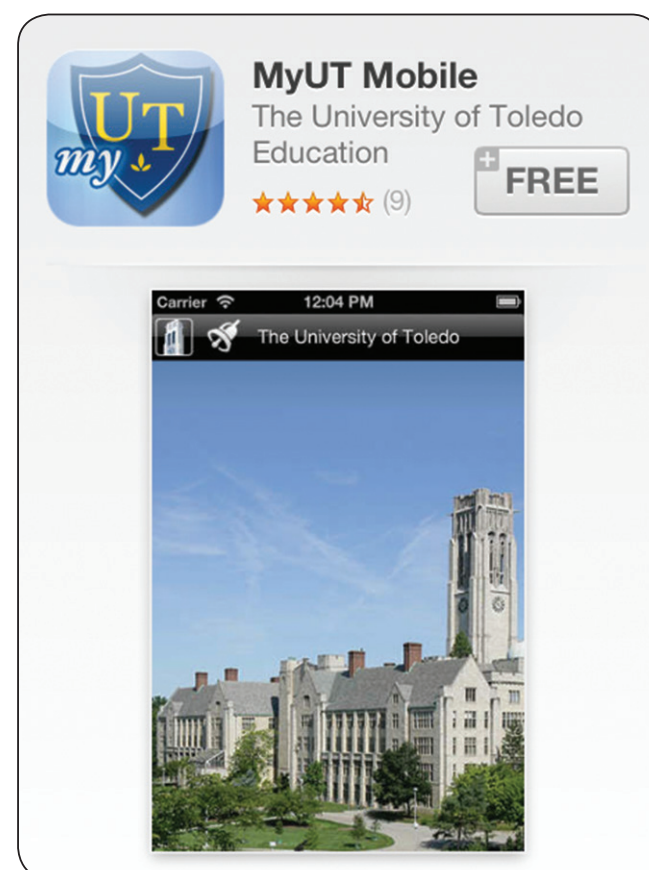 UT
my
MyUT Mobile
The University of Toledo
Education
(9)
+
FREE
Carrier 12:04 PM
The University of Toledo